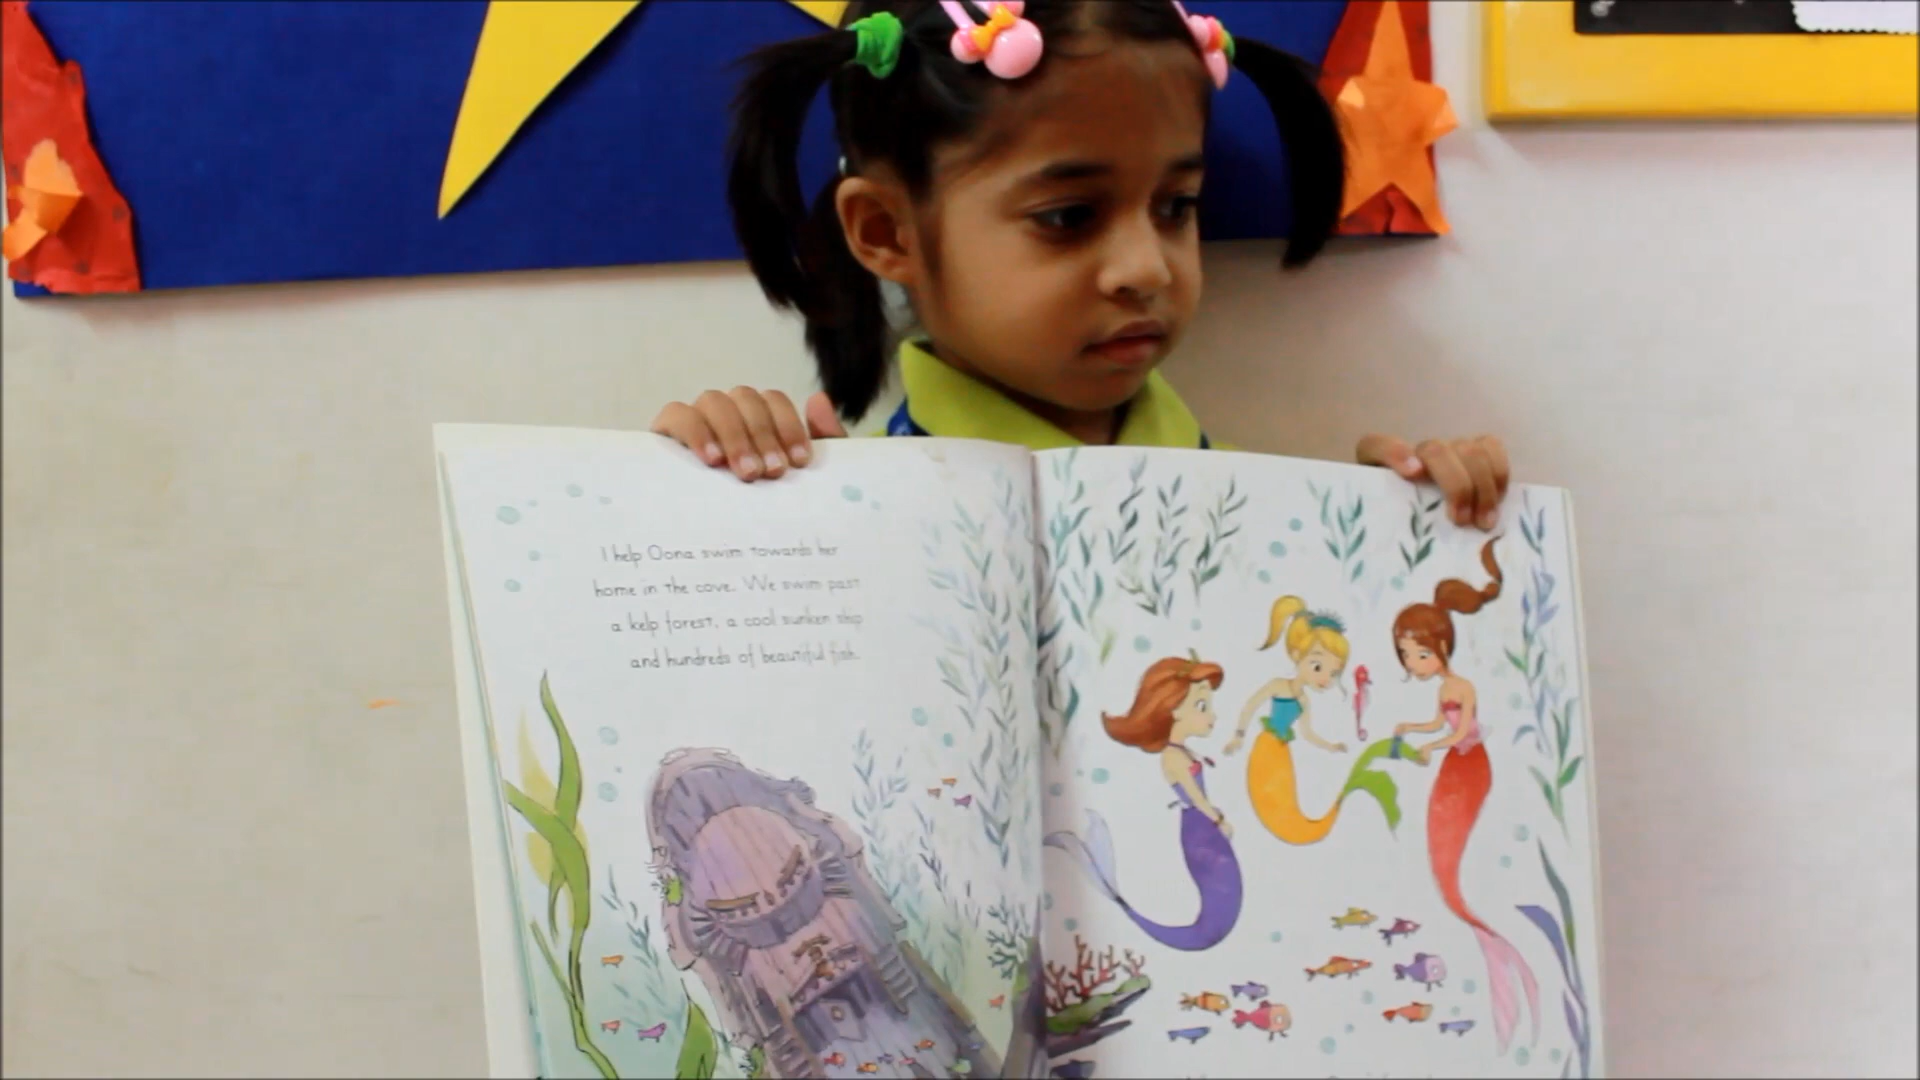 I help Oona swim towards her
home in the cove. We swim past
a kelp forest, a cool sunken ship
and hundreds of beautiful fish.